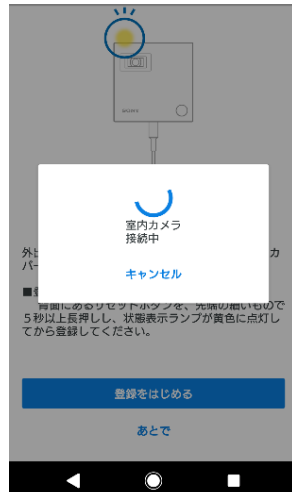 室内カメラ
接続中
キャンセル
外
カ
バー
■
背面にあるリセットボタンを、先端の細いもので
5秒以上長押しし、状態表示ランプが黄色に点灯し
てから登録してください。
登録をはじめる
あとで